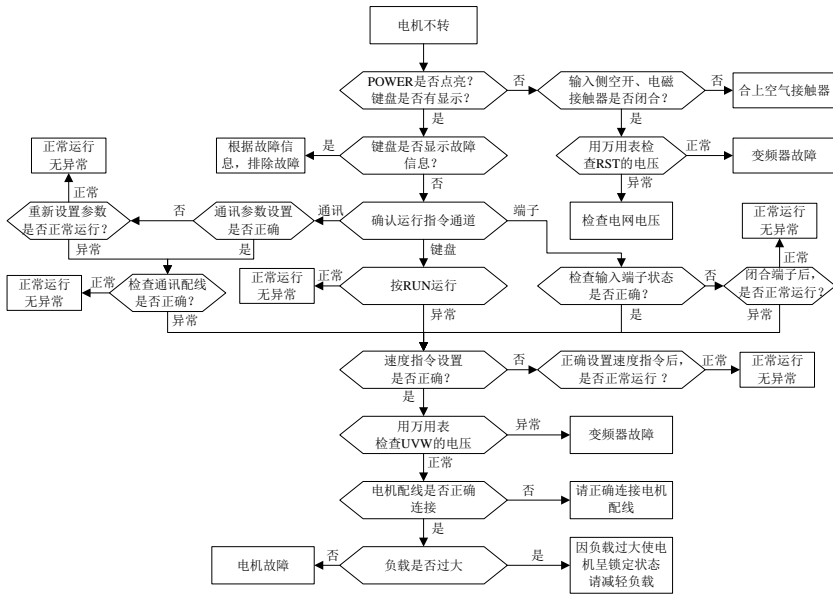 电机不转
POWER是否点亮？
键盘是否有显示？
否
输入侧空开、电磁
接触器是否闭合？
否
合上空气接触器
是
是
正常运行
无异常
根据故障信
息，排除故障
是
键盘是否显示故障
信息？
用万用表检
查RST的电压
正常
变频器故障
正常
否
异常
重新设置参数
是否正常运行？
否
通讯参数设置
是否正确
通讯
确认运行指令通道
端子
检查电网电压
正常运行
无异常
异常
是
键盘
正常
正常运行
无异常
正常
检查通讯配线
是否正确？
正常运行
无异常
正常
按RUN运行
检查输入端子状态
是否正确？
否
闭合端子后，
是否正常运行？
异常
异常
是
异常
速度指令设置
是否正确？
否
正确设置速度指令后，
是否正常运行 ？
正常
正常运行
无异常
是
用万用表
检查UVW的电压
异常
变频器故障
正常
电机配线是否正确
连接
否
请正确连接电机
配线
是
电机故障
否
负载是否过大
是
因负载过大使电
机呈锁定状态
请减轻负载